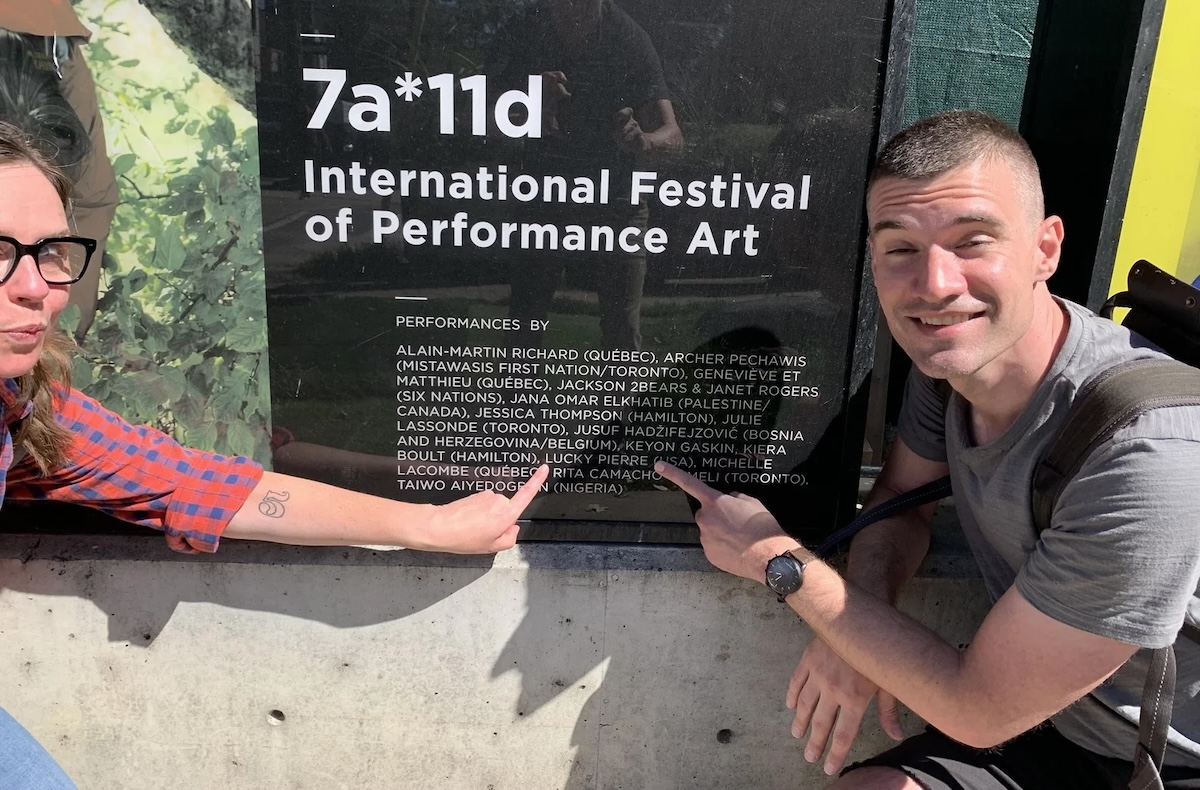 7a*11d
International Festival
of Performance Art
PERFORMANCES BY
ALAIN-MARTIN RICHARD (QUÉBEC), ARCHER PECHAWIS
(MISTAWASIS FIRST NATION/TORONTO), GENEVIÈVE ET
MATTHIEU (QUÉBEC), JACKSON 2BEARS & JANET ROGERS
(SIX NATIONS), JANA OMAR ELKHATIB (PALESTINE/
CANADA), JESSICA THOMPSON (HAMILTON), JULIE
LASSONDE (TORONTO), JUSUF HADŽIFEJZOVIĆ (BOSNIA
AND HERZEGOVINA/BELGIUM), KEYON GASKIN, KIERA
BOULT (HAMILTON), LUCKY PIERRE (USA), MICHELLE
LACOMBE (QUÉBEC RITA CAMACHO (TORONTO),
TAIWO AIYEDOGBON (NIGERIA)